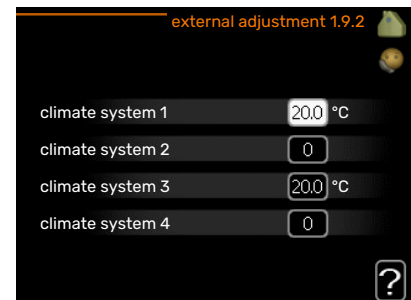 external adjustment 1.9.2
climate system 1 20.0 °C
climate system 2 0
climate system 3 20.0 °C
climate system 4 0
?